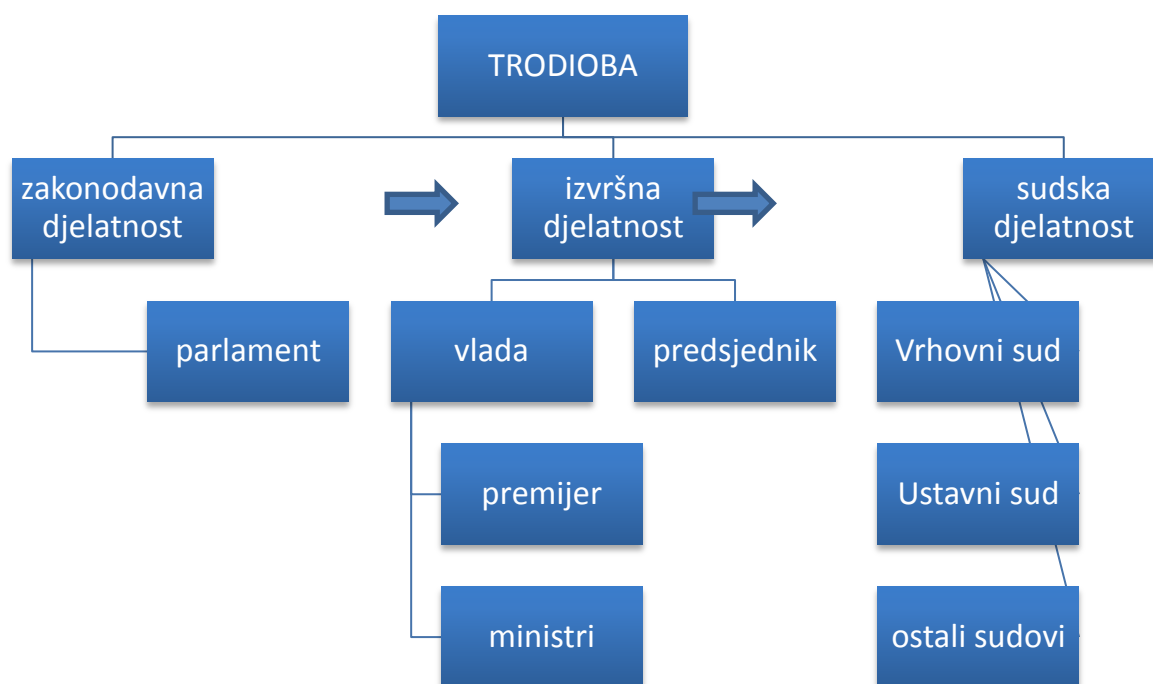 TRODIOBA
zakonodavna
djelatnost
izvršna
djelatnost
sudska
djelatnost
parlament
vlada
predsjednik
Vrhovni sud
premijer
Ustavni sud
ministri
ostali sudovi